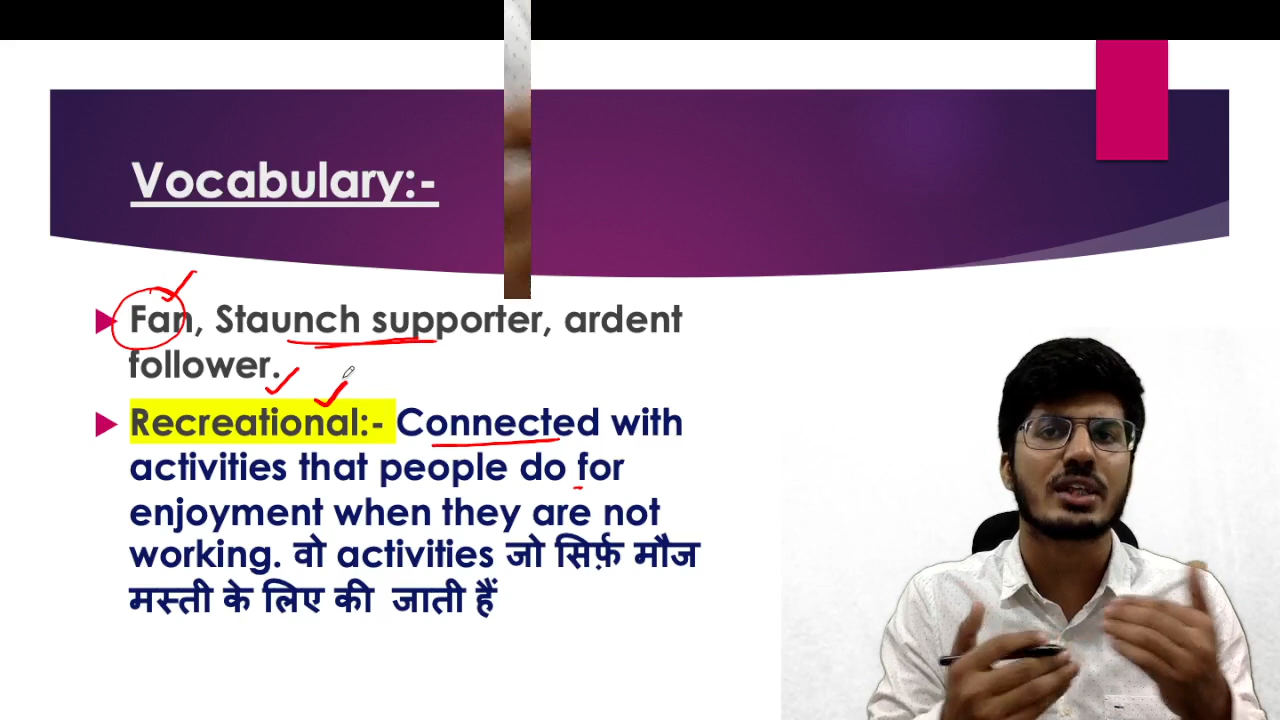 Vocabulary:-
Fan, Staunch supporter, ardent
follower.
Recreational:- Connected with
activities that people do for
enjoyment when they are not
working. वो activities जो सिर्फ़ मौज
मस्ती के लिए की जाती हैं